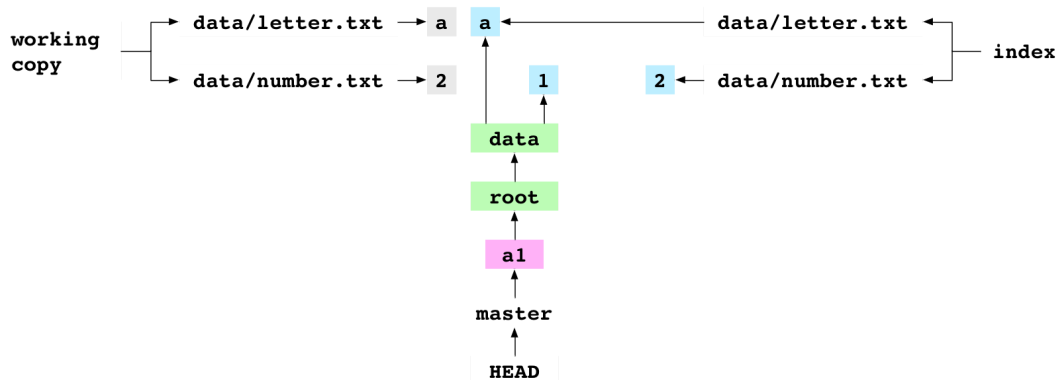 data/letter.txt a a data/letter.txt
working copy index
data/number.txt 2 1 2 data/number.txt
data
root
a1
master
HEAD